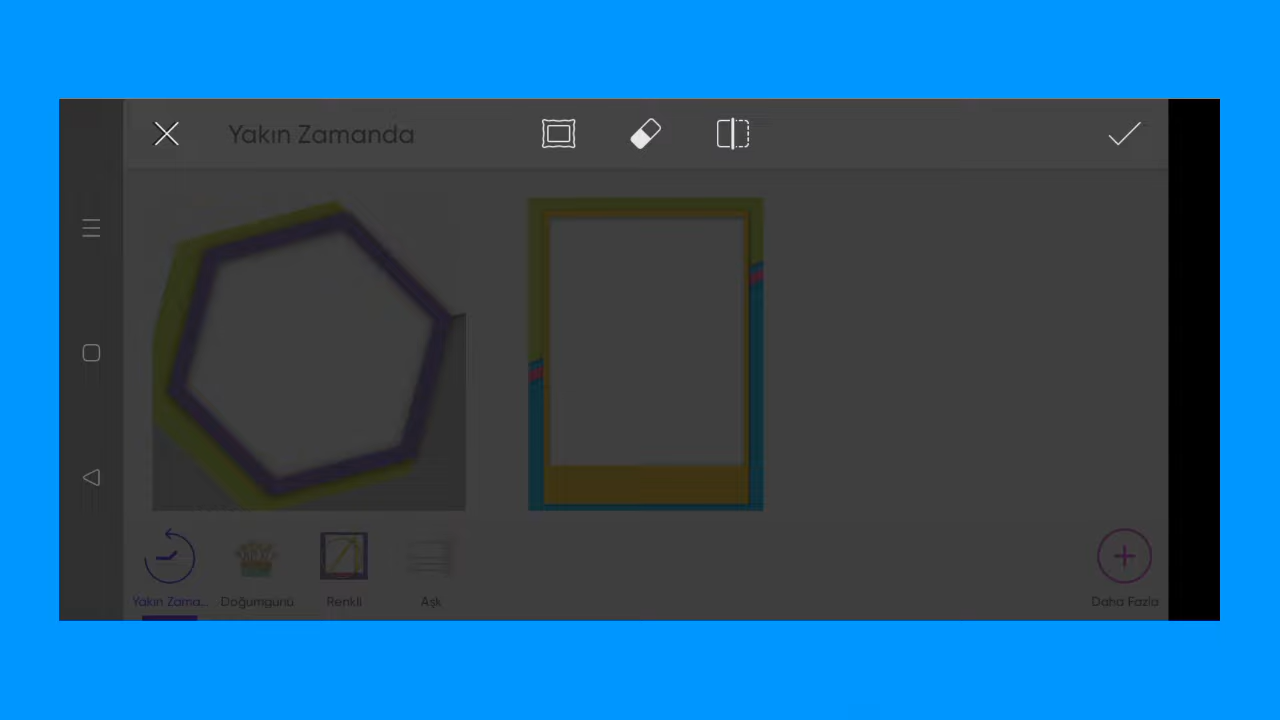 Yakın Zamanda
Yakın Zama...
Doğumgünü
Renkli
Aşk
Daha Fazla